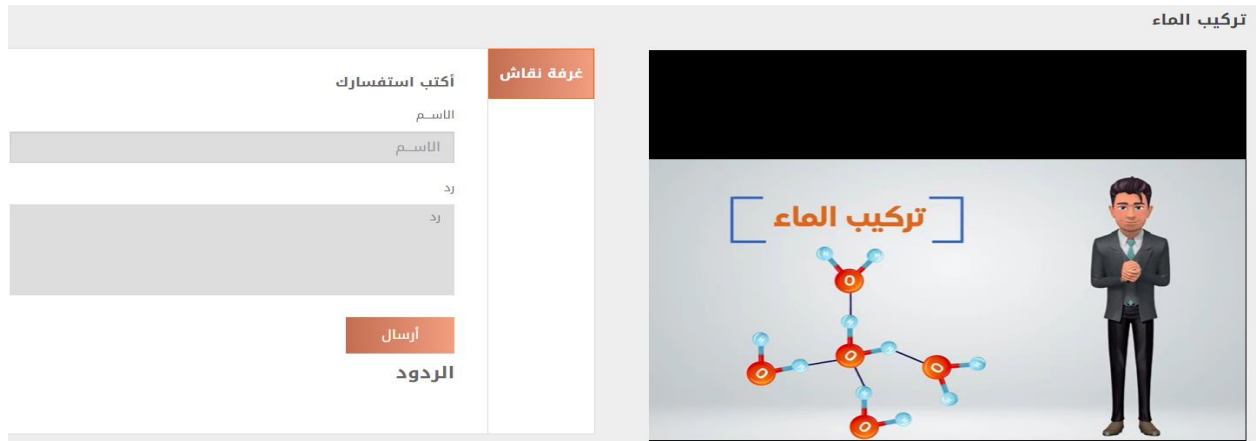 تركيب الماء
تركيب الماء
O
O
O
O
O
غرفة نقاش
أكتب استفسارك
الاســم
الاســم
رد
رد
أرسال
الردود